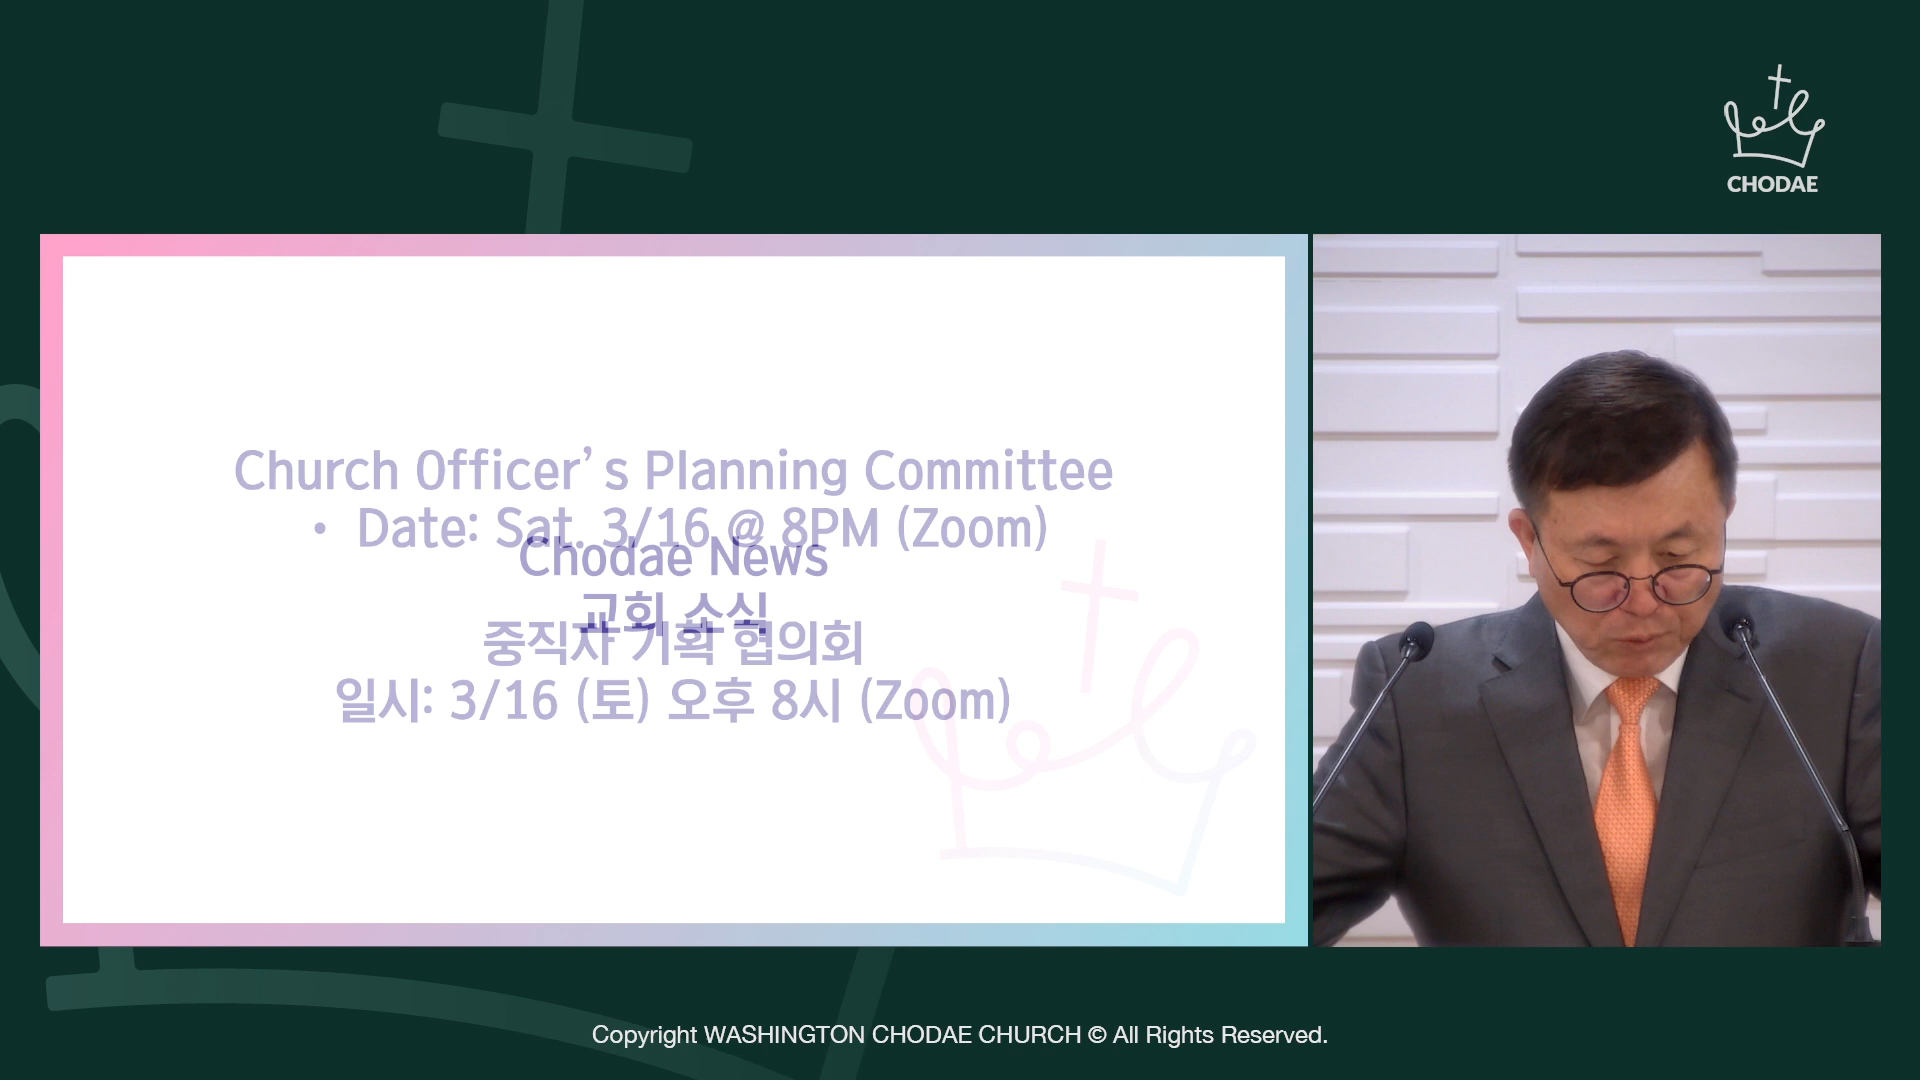 CHODAE
Church Officer’s Planning Committee
• Date: Sat. 3/16 @ 8PM (Zoom)
Chodae News
교회 소식
중직자 기획 협의회
일시: 3/16 (토) 오후 8시 (Zoom)
Copyright WASHINGTON CHODAE CHURCH © All Rights Reserved.